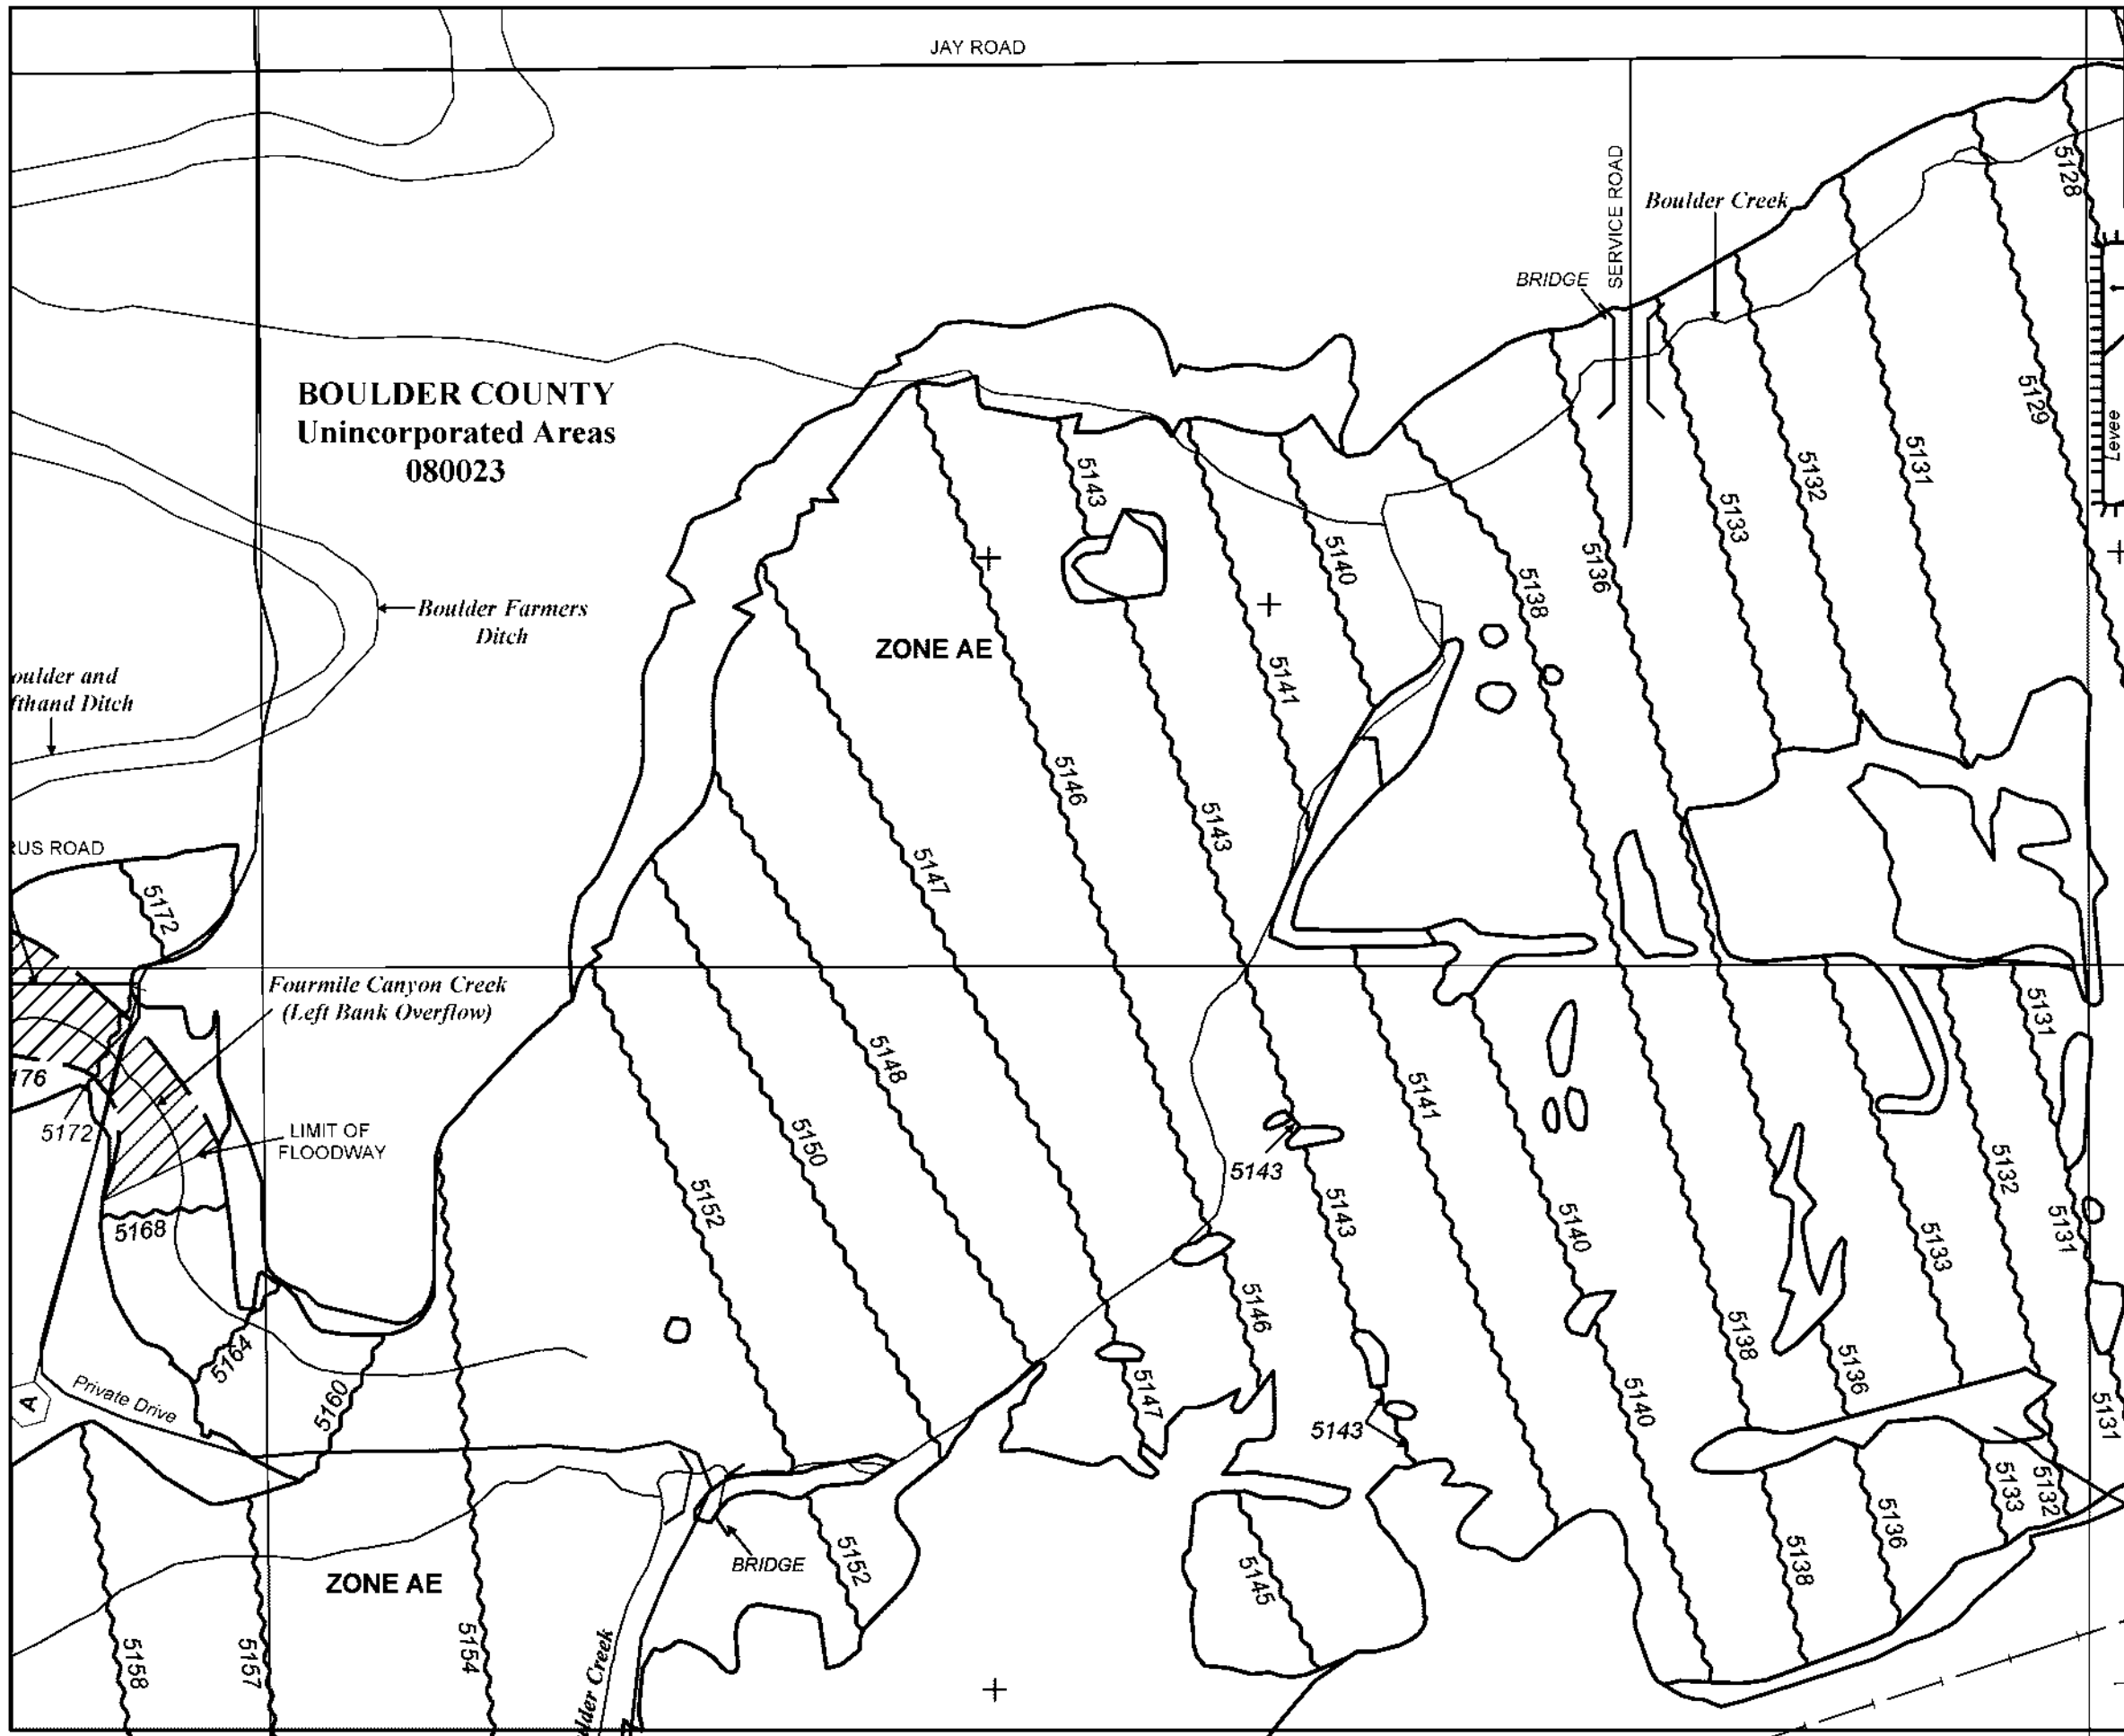 JAY ROAD
SERVICE ROAD
5128
Boulder Creek
BRIDGE
BOULDER COUNTY
Unincorporated Areas
080023
5129
Levee
5143
5132
5131
5133
5140
5136
5138
Boulder Farmers
Ditch
ZONE AE
oulder and
fthand Ditch
5141
5146
5143
5147
RUS ROAD
5172
Fourmile Canyon Creek
(Left Bank Overflow)
5131
5148
176
5141
5172
LIMIT OF
FLOODWAY
5150
5143
5132
5152
5143
5140
5133
5131
5168
5146
5138
5164
5136
5147
5160
A
Private Drive
5140
5131
5143
5133
5132
5136
5152
BRIDGE
5145
5138
ZONE AE
5158
5157
5154
lder Creek